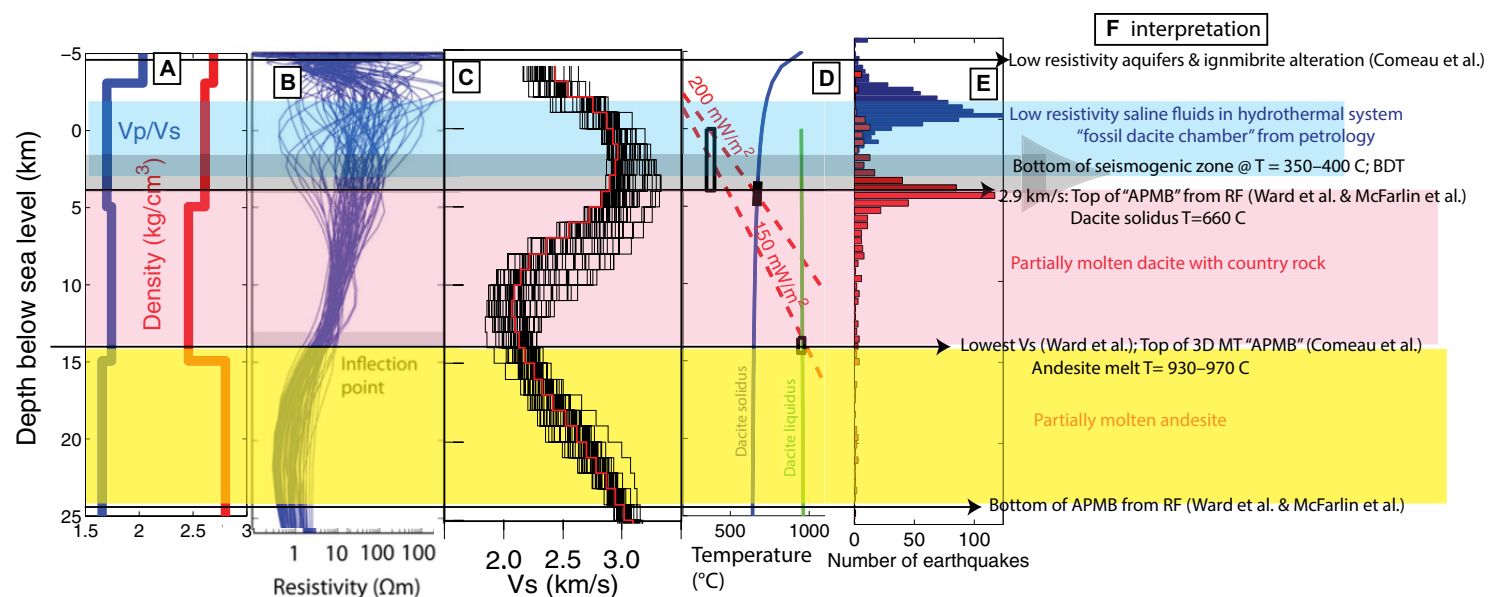 F interpretation
A
B
C
D
E
−5
0
5
10
15
20
25
Depth below sea level (km)
Vp/Vs
Density (kg/cm3)
1.5 2 2.5 3
Inflection
point
1 10 100 100
Resistivity (Ωm)
2.0 2.5 3.0
Vs (km/s)
200 mW/m2
150 mW/m2
Dacite solidus
Dacite liquidus
500 1000
Temperature
(°C)
0 50 100
Number of earthquakes
Low resistivity aquifers & ignmibrite alteration (Comeau et al.)
Low resistivity saline fluids in hydrothermal system
“fossil dacite chamber” from petrology
Bottom of seismogenic zone @ T = 350–400 C; BDT
2.9 km/s: Top of “APMB” from RF (Ward et al. & McFarlin et al.)
Dacite solidus T=660 C
Partially molten dacite with country rock
Lowest Vs (Ward et al.); Top of 3D MT “APMB” (Comeau et al.)
Andesite melt T= 930–970 C
Partially molten andesite
Bottom of APMB from RF (Ward et al. & McFarlin et al.)